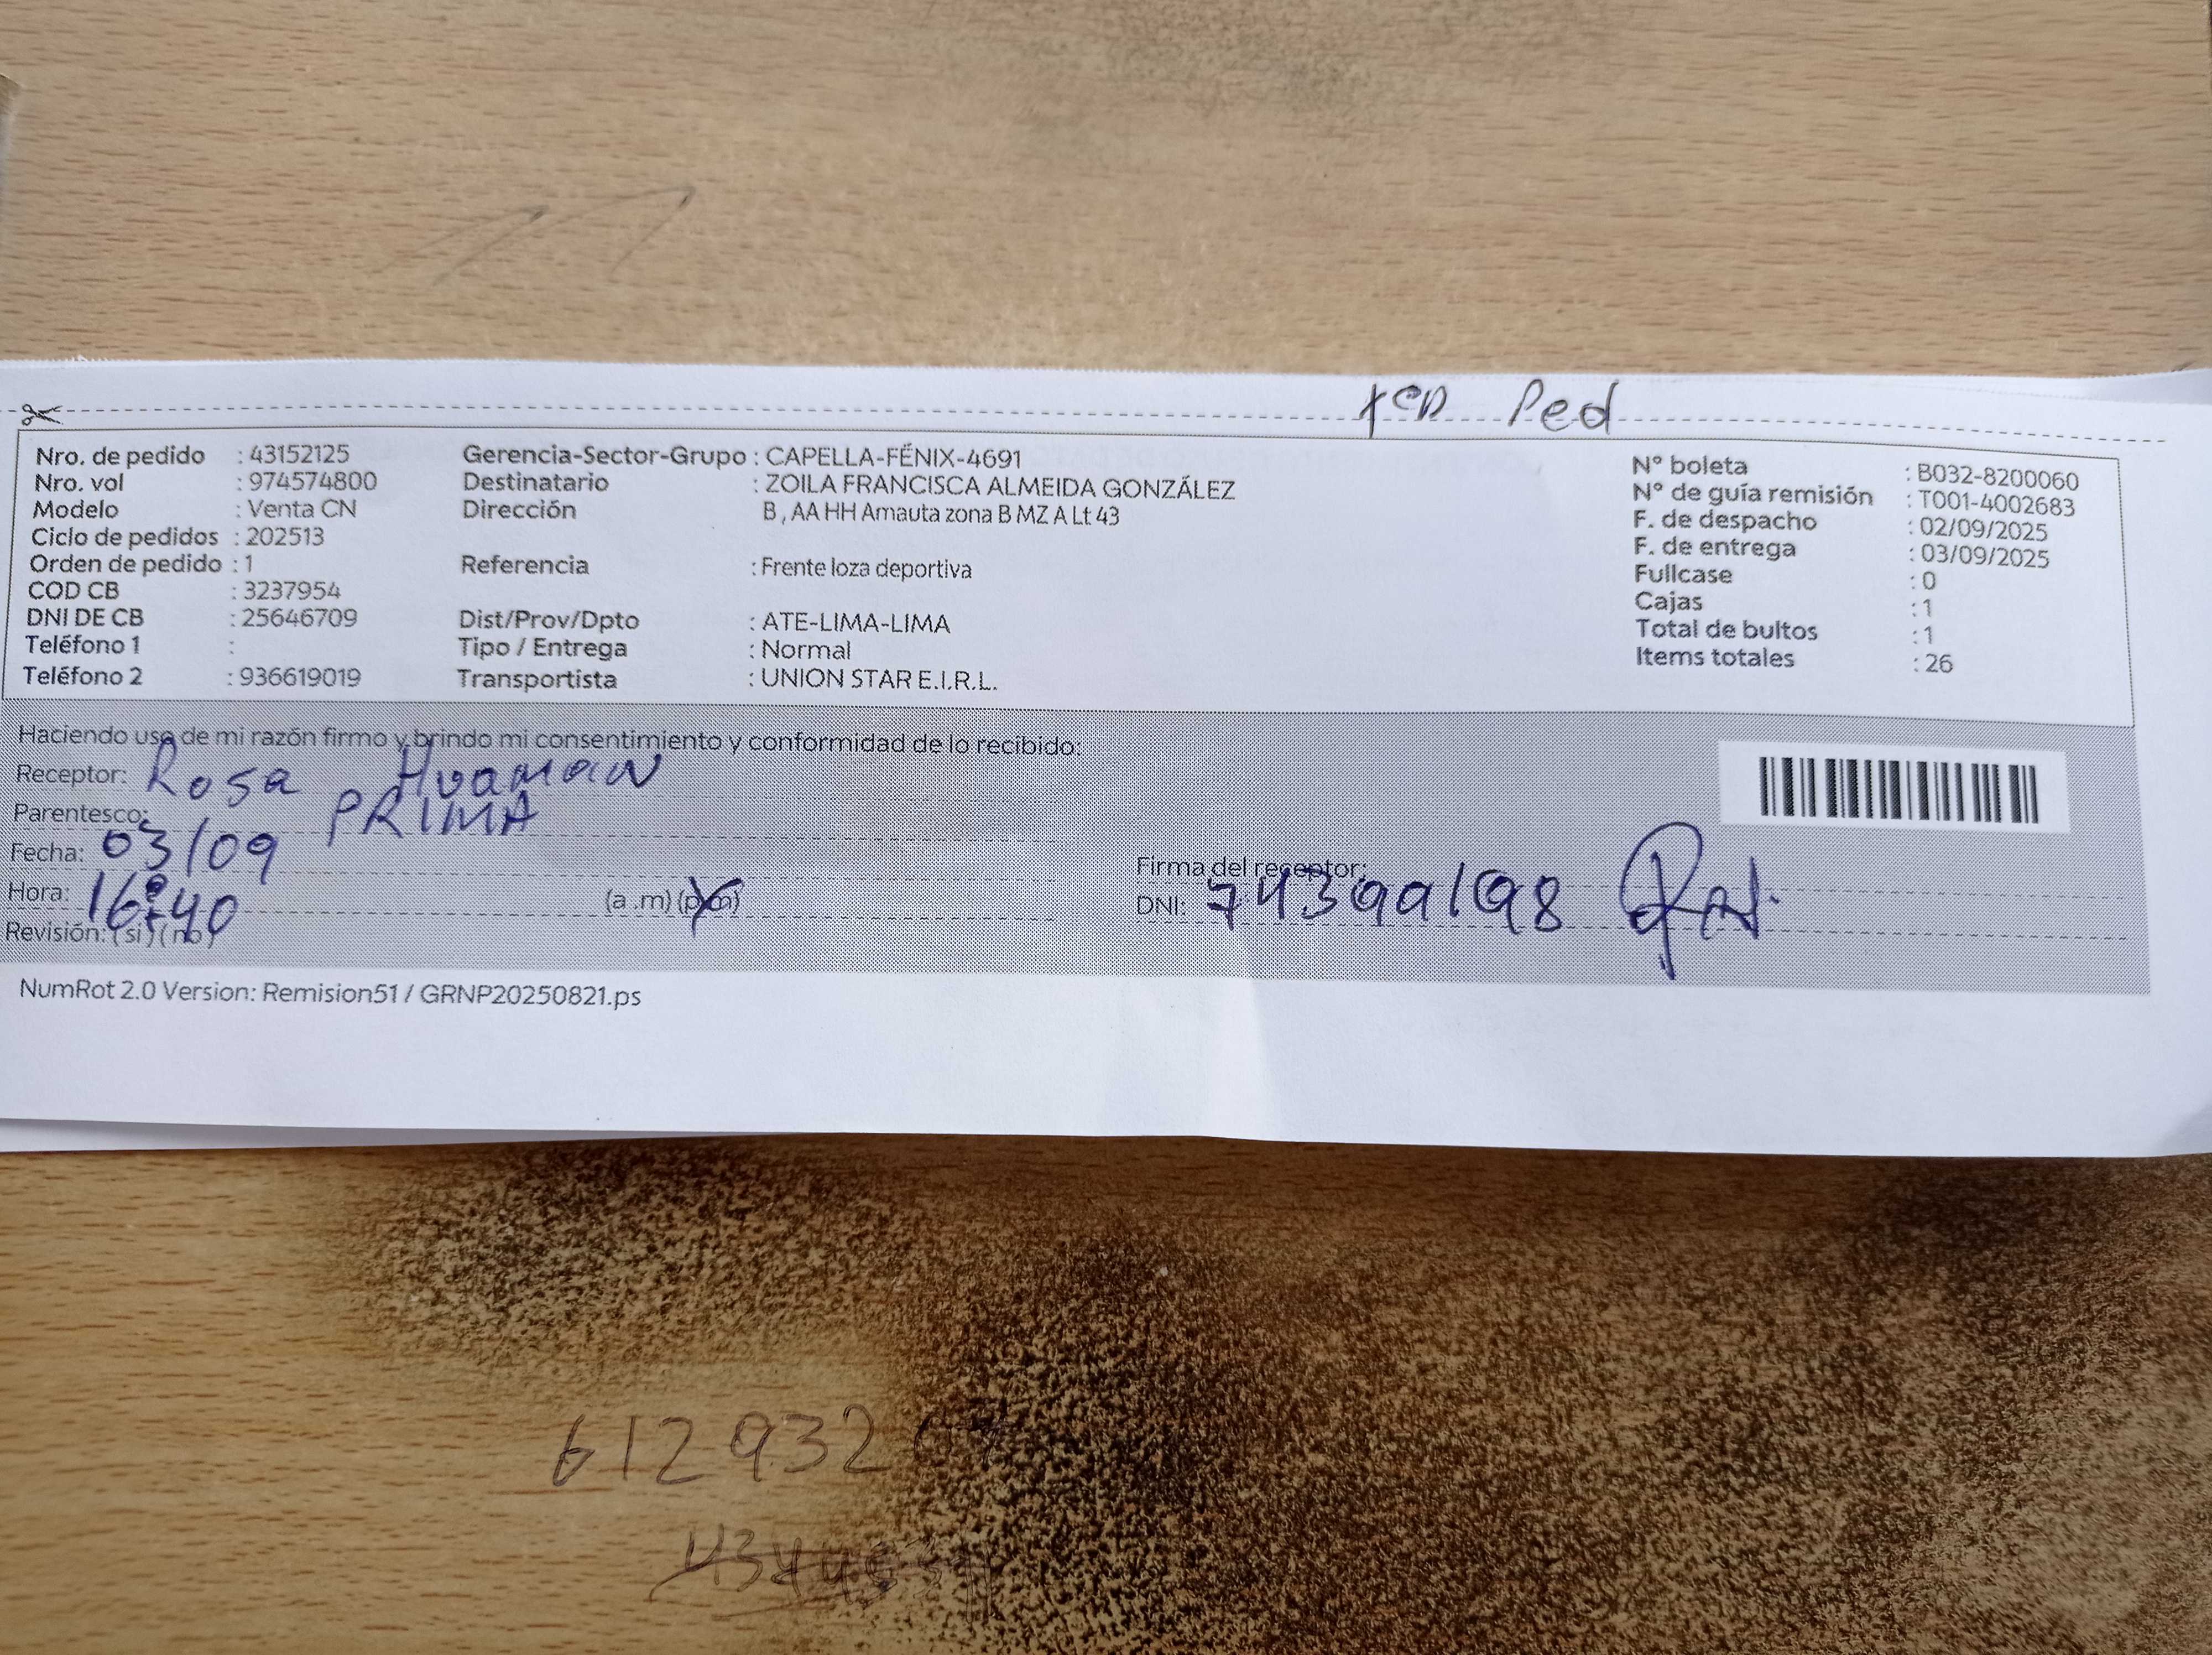 1er Ped
Nro. de pedido : 43152125
Nro. vol : 974574800
Modelo : Venta CN
Ciclo de pedidos : 202513
Orden de pedido : 1
COD CB : 3237954
DNI DE CB : 25646709
Teléfono 1 :
Teléfono 2 : 936619019
Gerencia-Sector-Grupo : CAPELLA-FÉNIX-4691
Destinatario : ZOILA FRANCISCA ALMEIDA GONZÁLEZ
Dirección B , AA HH Amauta zona B MZ A Lt 43
Referencia : Frente loza deportiva
Dist/Prov/Dpto : ATE-LIMA-LIMA
Tipo / Entrega : Normal
Transportista : UNION STAR E.I.R.L.
N° boleta : B032-8200060
N° de guía remisión : T001-4002683
F. de despacho : 02/09/2025
F. de entrega : 03/09/2025
Fullcase : 0
Cajas : 1
Total de bultos : 1
Items totales : 26
Haciendo uso de mi razón firmo y brindo mi consentimiento y conformidad de lo recibido:
Receptor: Rosa Huaman
Parentesco: PRIMA
Fecha: 03/09
Hora: 16:40 (a .m) (p.m)
Revisión: (si) (no)
Firma del receptor:
DNI: 74399198
NumRot 2.0 Version: Remision51 / GRNP20250821.ps
612932